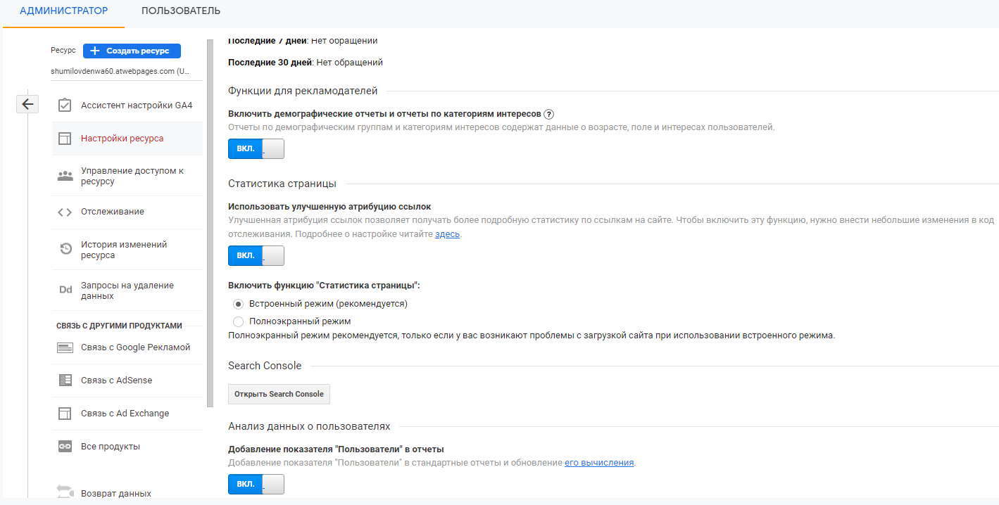 АДМИНИСТРАТОР
ПОЛЬЗОВАТЕЛЬ
Ресурс
Создать ресурс
shumilovdenwa60.atwebpages.com (U...
Ассистент настройки GA4
Настройки ресурса
Управление доступом к
ресурсу
Отслеживание
История изменений
ресурса
Dd
Запросы на удаление
данных
СВЯЗЬ С ДРУГИМИ ПРОДУКТАМИ
Связь с Google Рекламой
Связь с AdSense
Связь с Ad Exchange
Все продукты
Возврат данных
Последние 7 дней: Нет обращений
Последние 30 дней: Нет обращений
Функции для рекламодателей
Включить демографические отчеты и отчеты по категориям интересов ?
Отчеты по демографическим группам и категориям интересов содержат данные о возрасте, поле и интересах пользователей.
ВКЛ.
Статистика страницы
Использовать улучшенную атрибуцию ссылок
Улучшенная атрибуция ссылок позволяет получать более подробную статистику по ссылкам на сайте. Чтобы включить эту функцию, нужно внести небольшие изменения в код
отслеживания. Подробнее о настройке читайте здесь.
ВКЛ.
Включить функцию "Статистика страницы":
Встроенный режим (рекомендуется)
Полноэкранный режим
Полноэкранный режим рекомендуется, только если у вас возникают проблемы с загрузкой сайта при использовании встроенного режима.
Search Console
Открыть Search Console
Анализ данных о пользователях
Добавление показателя "Пользователи" в отчеты
Добавление показателя "Пользователи" в стандартные отчеты и обновление его вычисления.
ВКЛ.